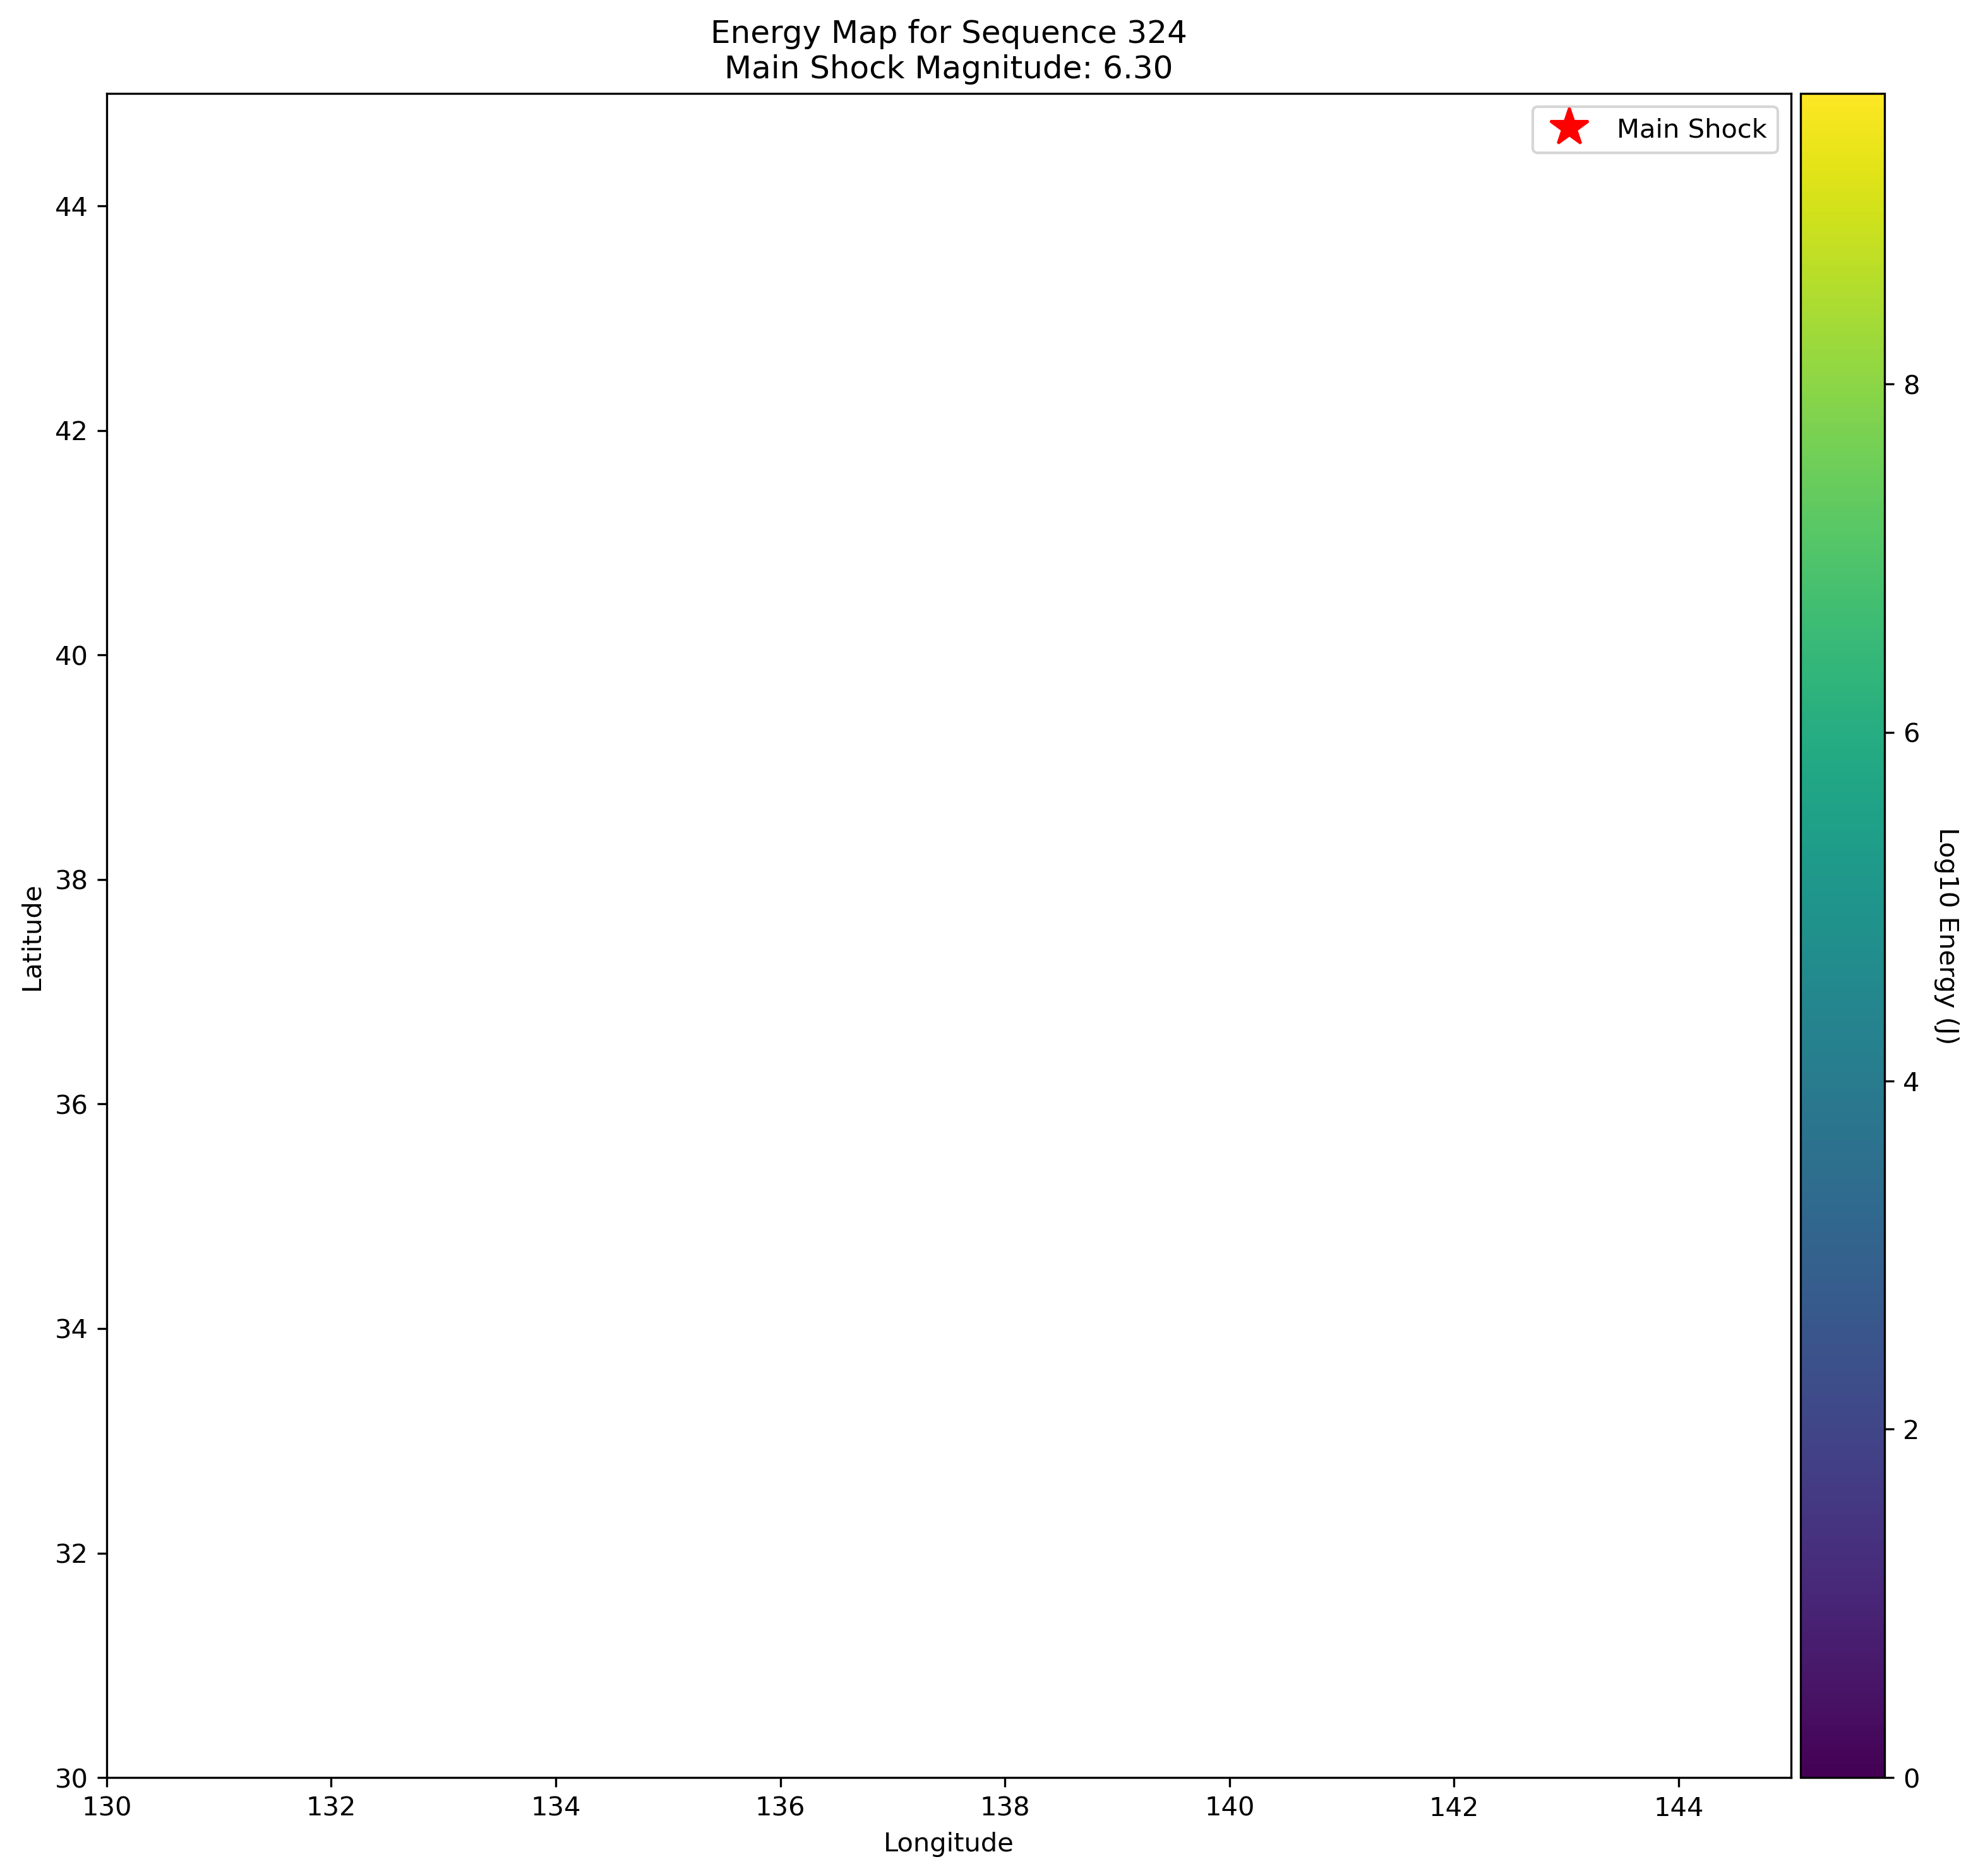 Energy Map for Sequence 324
Main Shock Magnitude: 6.30
Main Shock
44
42
40
38
36
34
32
30
Latitude
130 132 134 136 138 140 142 144
Longitude
8
6
4
2
0
Log10 Energy (J)